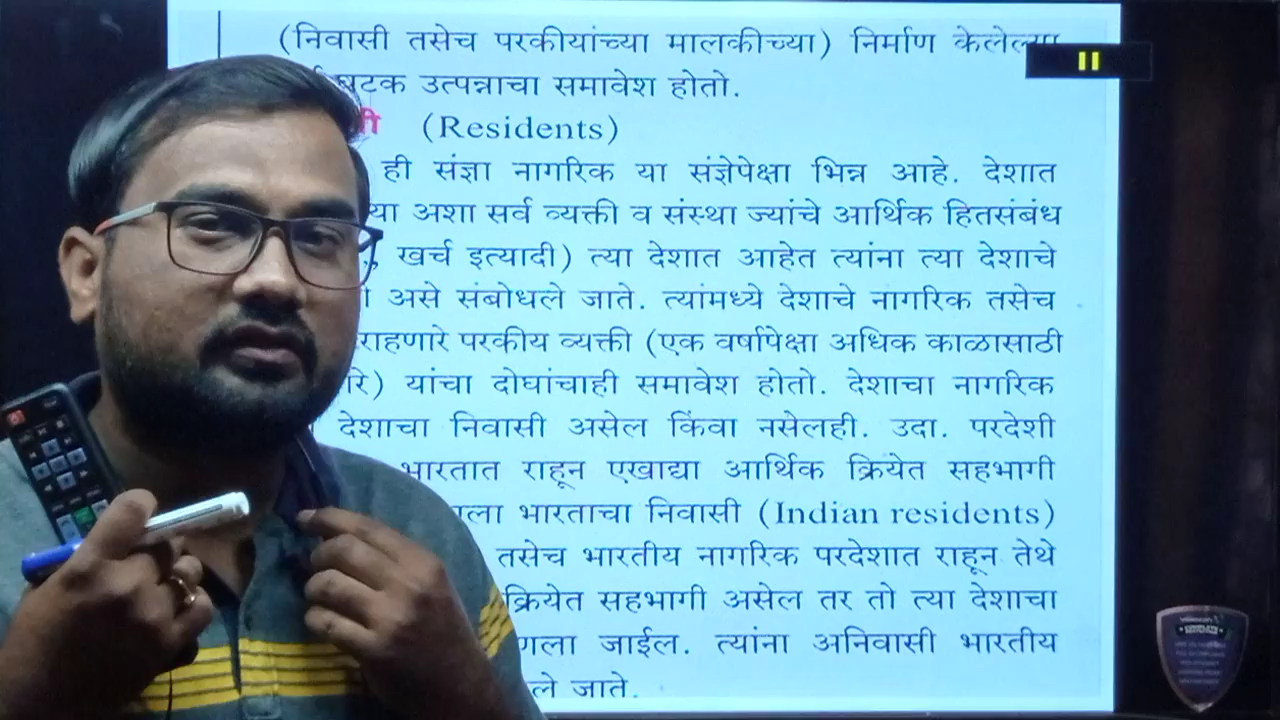 (निवासी तसेच परकीयांच्या मालकीच्या) निर्माण केलेल्या
घटक उत्पन्नाचा समावेश होतो.
(Residents)
ही संज्ञा नागरिक या संज्ञेपेक्षा भिन्न आहे. देशात
अशा सर्व व्यक्ती व संस्था ज्यांचे आर्थिक हितसंबंध
खर्च इत्यादी) त्या देशात आहेत त्यांना त्या देशाचे
असे संबोधले जाते. त्यांमध्ये देशाचे नागरिक तसेच
राहणारे परकीय व्यक्ती (एक वर्षापेक्षा अधिक काळासाठी
यांचा दोघांचाही समावेश होतो. देशाचा नागरिक
देशाचा निवासी असेल किंवा नसेलही. उदा. परदेशी
भारतात राहून एखाद्या आर्थिक क्रियेत सहभागी
भारताचा निवासी (Indian residents)
तसेच भारतीय नागरिक परदेशात राहून तेथे
क्रियेत सहभागी असेल तर तो त्या देशाचा
जाईल. त्यांना अनिवासी भारतीय
जाते.